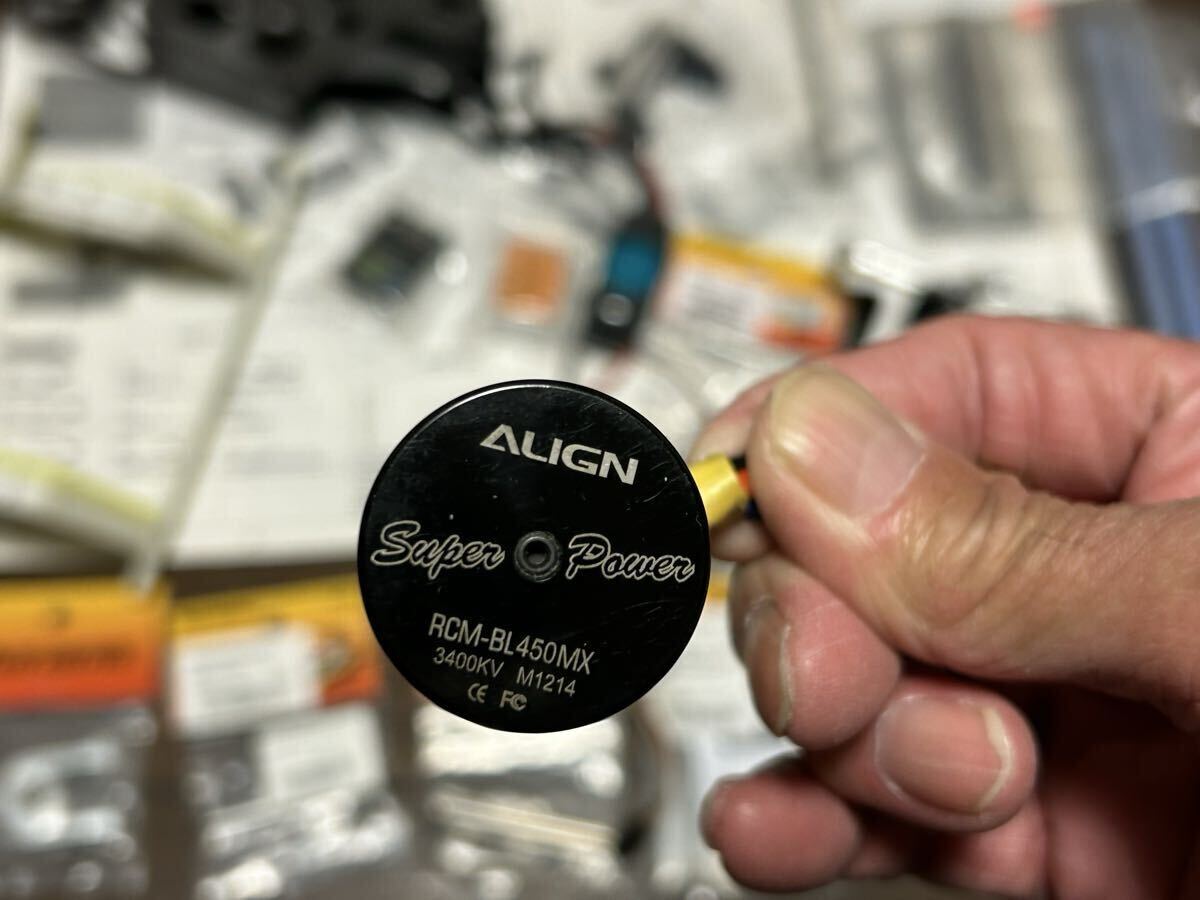 ALIGN
Super Power
RCM-BL450MX
3400KV M1214
CE FC